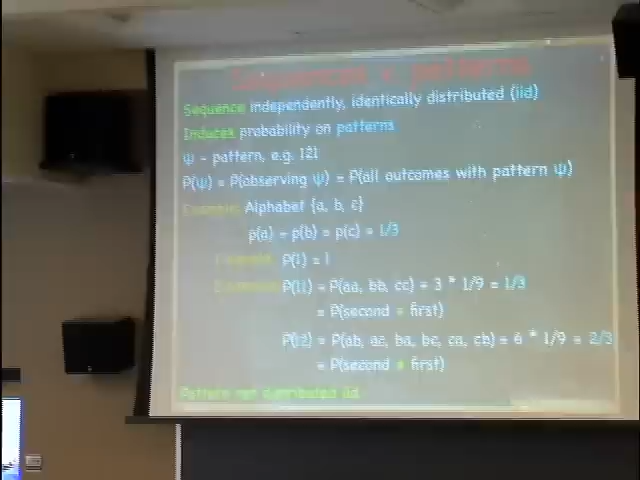 Sequences & patterns
Sequence independently, identically distributed (iid)
Induces probability on patterns
Ψ - pattern, e.g. 121
P(Ψ) = P(observing Ψ) = P(all outcomes with pattern Ψ)
Example Alphabet {a, b, c}
p(a) = p(b) = p(c) = 1/3
P(1) = 1
P(11) = P(aa, bb, cc) = 3 * 1/9 = 1/3
= P(second = first)
P(12) = P(ab, ac, ba, bc, ca, cb) = 6 * 1/9 = 2/3
= P(second ≠ first)
Pattern not distributed iid